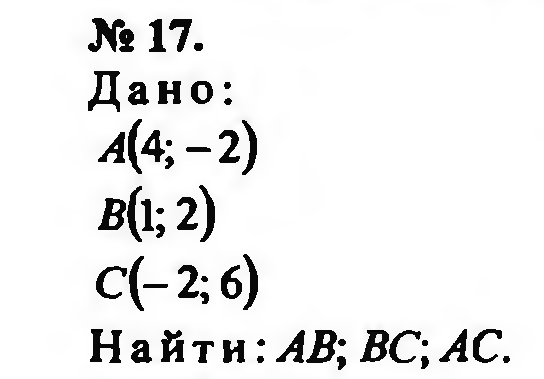 № 17.
Дано:
A(4; – 2)
B(1; 2)
C(– 2; 6)
Найти: AB; BC; AC.